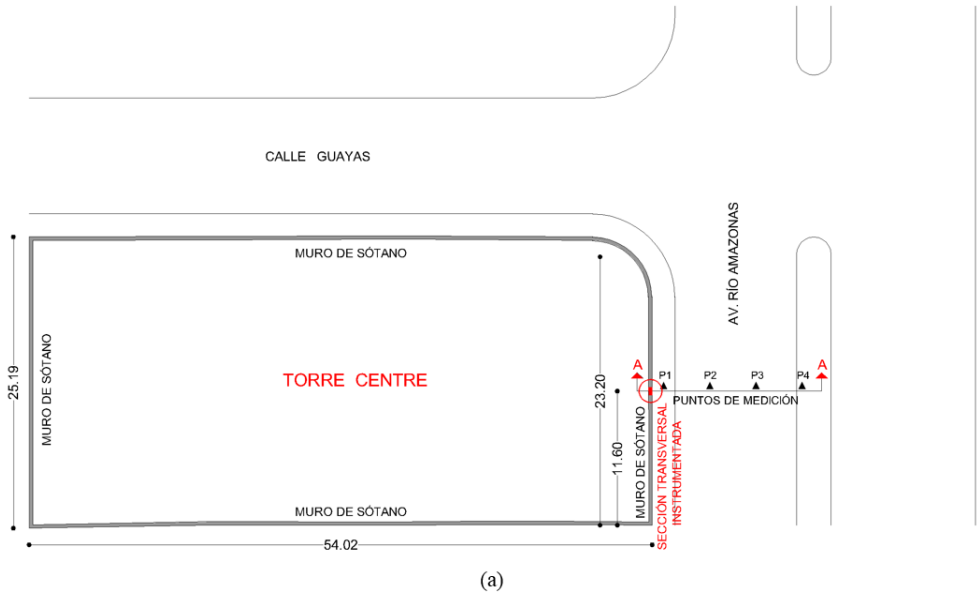 CALLE GUAYAS
MURO DE SÓTANO
AV. RÍO AMAZONAS
25.19
MURO DE SÓTANO
TORRE CENTRE
23.20
11.60
MURO DE SÓTANO
SECCIÓN TRANSVERSAL
INSTRUMENTADA
A
P1
P2
P3
P4
A
PUNTOS DE MEDICIÓN
MURO DE SÓTANO
54.02
(a)